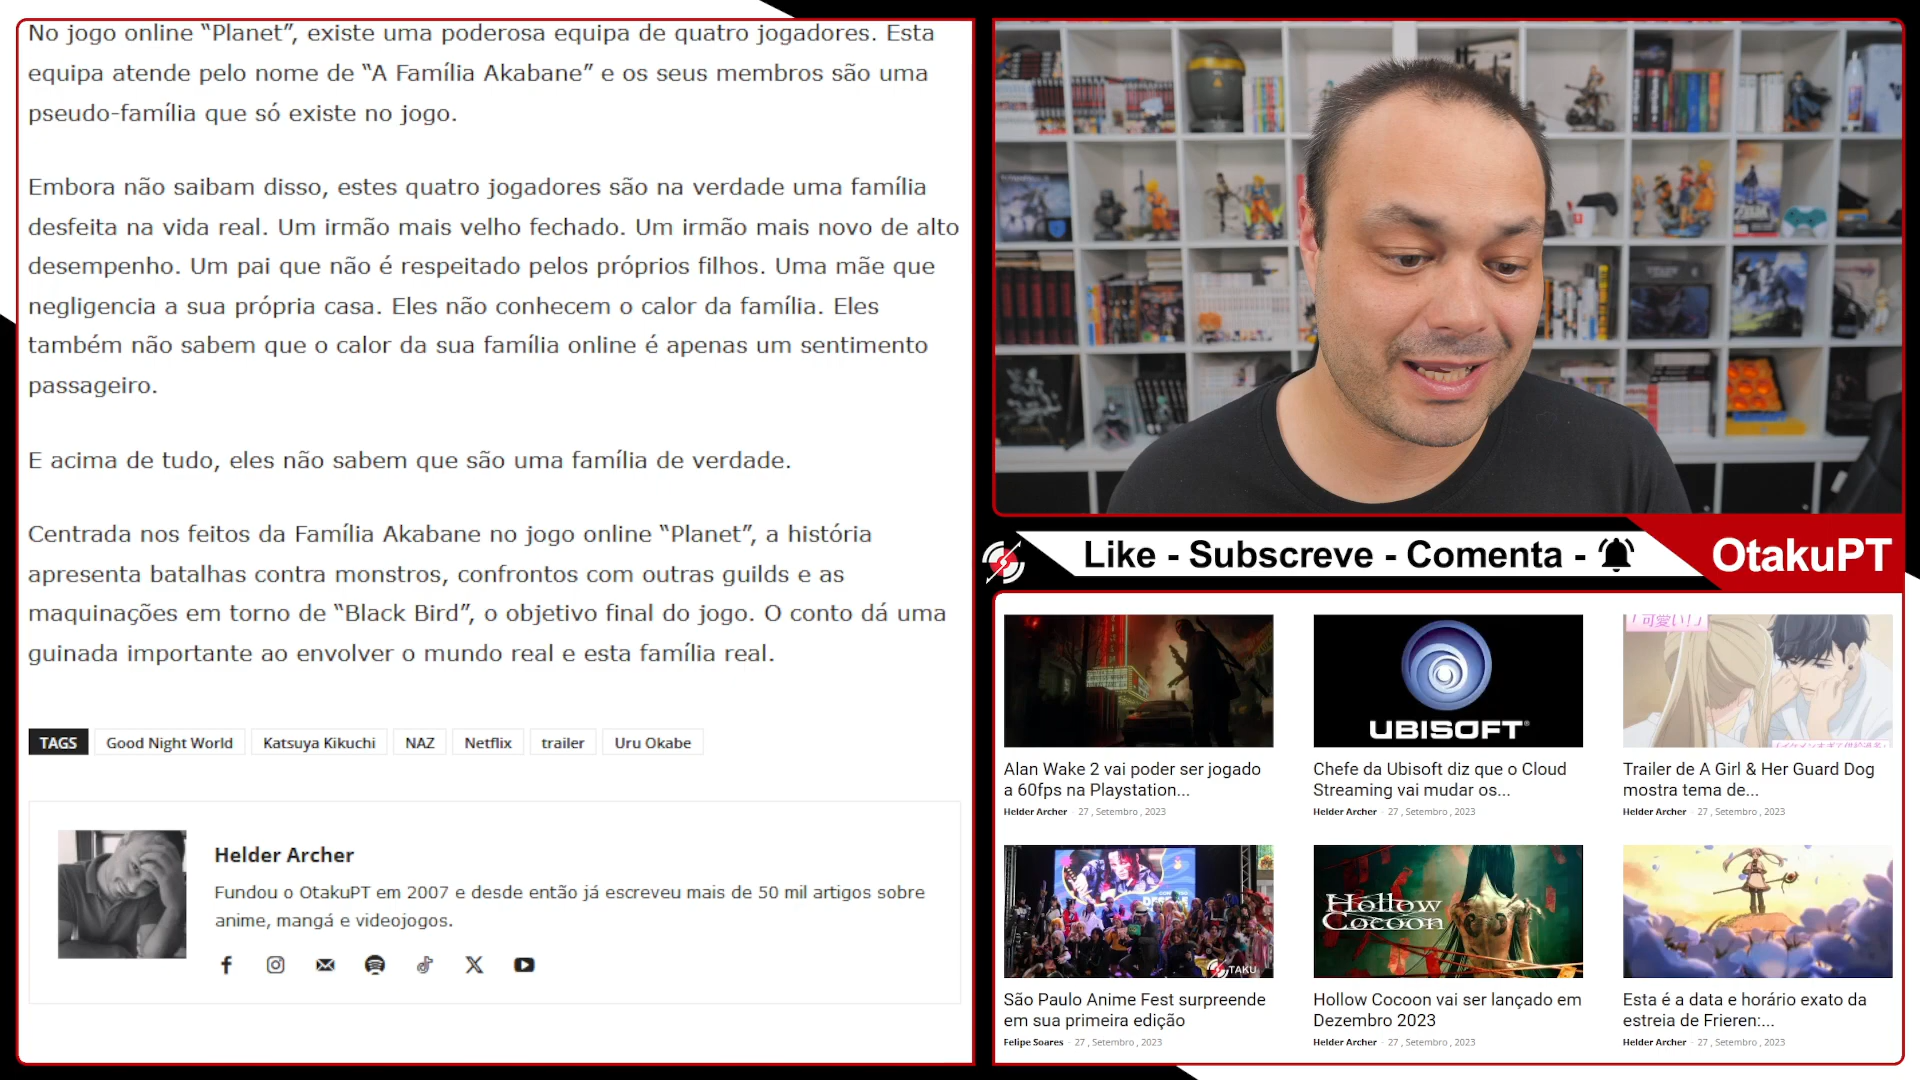 No jogo online “Planet”, existe uma poderosa equipa de quatro jogadores. Esta
equipa atende pelo nome de “A Família Akabane” e os seus membros são uma
pseudo-família que só existe no jogo.
Embora não saibam disso, estes quatro jogadores são na verdade uma família
desfeita na vida real. Um irmão mais velho fechado. Um irmão mais novo de alto
desempenho. Um pai que não é respeitado pelos próprios filhos. Uma mãe que
negligencia a sua própria casa. Eles não conhecem o calor da família. Eles
também não sabem que o calor da sua família online é apenas um sentimento
passageiro.
E acima de tudo, eles não sabem que são uma família de verdade.
Centrada nos feitos da Família Akabane no jogo online “Planet”, a história
apresenta batalhas contra monstros, confrontos com outras guilds e as
maquinações em torno de “Black Bird”, o objetivo final do jogo. O conto dá uma
guinada importante ao envolver o mundo real e esta família real.
TAGS Good Night World Katsuya Kikuchi NAZ Netflix trailer Uru Okabe
Helder Archer
Fundou o OtakuPT em 2007 e desde então já escreveu mais de 50 mil artigos sobre
anime, mangá e videojogos.
Like - Subscreve - Comenta -
OtakuPT
UBISOFT
「可愛い!」
Alan Wake 2 vai poder ser jogado
a 60fps na Playstation...
Helder Archer - 27 , Setembro , 2023
Chefe da Ubisoft diz que o Cloud
Streaming vai mudar os...
Helder Archer - 27 , Setembro , 2023
Trailer de A Girl & Her Guard Dog
mostra tema de...
Helder Archer - 27 , Setembro , 2023
TAKU
Hollow
Cocoon
São Paulo Anime Fest surpreende
em sua primeira edição
Felipe Soares - 27 , Setembro , 2023
Hollow Cocoon vai ser lançado em
Dezembro 2023
Helder Archer - 27 , Setembro , 2023
Esta é a data e horário exato da
estreia de Frieren:...
Helder Archer - 27 , Setembro , 2023